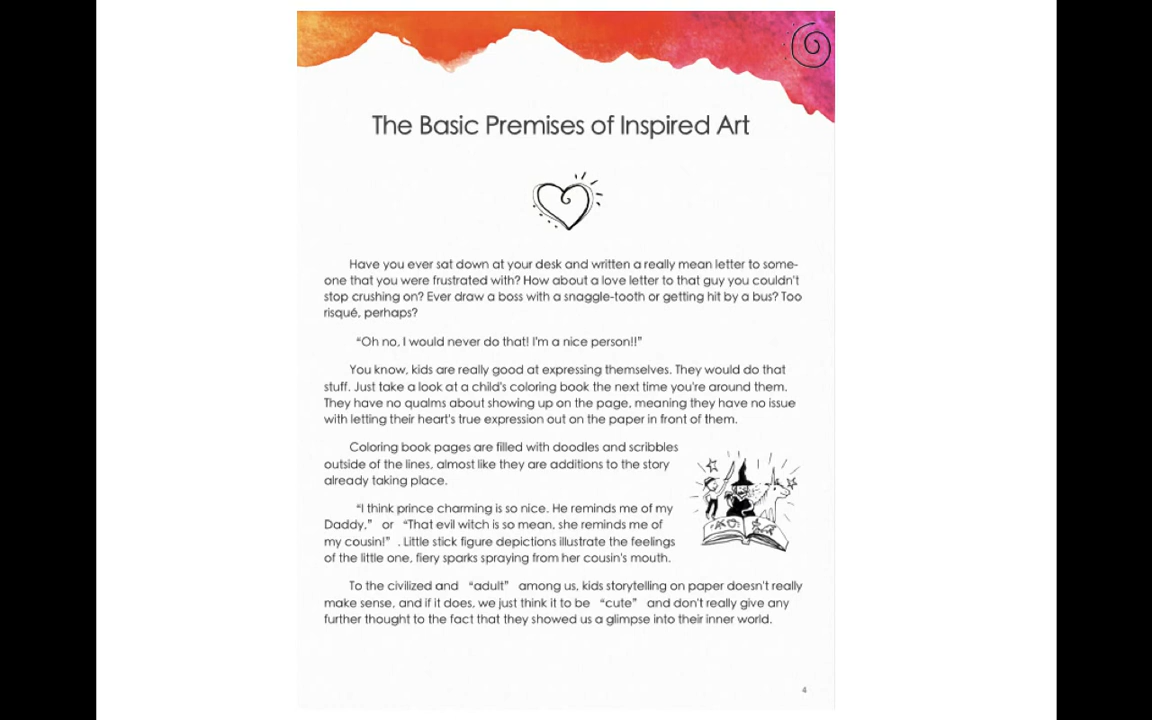 The Basic Premises of Inspired Art
Have you ever sat down at your desk and written a really mean letter to some-
one that you were frustrated with? How about a love letter to that guy you couldn't
stop crushing on? Ever draw a boss with a snaggle-tooth or getting hit by a bus? Too
risqué, perhaps?
“Oh no, I would never do that! I'm a nice person!!”
You know, kids are really good at expressing themselves. They would do that
stuff. Just take a look at a child's coloring book the next time you're around them.
They have no qualms about showing up on the page, meaning they have no issue
with letting their heart's true expression out on the paper in front of them.
Coloring book pages are filled with doodles and scribbles
outside of the lines, almost like they are additions to the story
already taking place.
“I think prince charming is so nice. He reminds me of my
Daddy,” or “That evil witch is so mean, she reminds me of
my cousin!” . Little stick figure depictions illustrate the feelings
of the little one, fiery sparks spraying from her cousin's mouth.
To the civilized and “adult” among us, kids storytelling on paper doesn't really
make sense, and if it does, we just think it to be “cute” and don't really give any
further thought to the fact that they showed us a glimpse into their inner world.
4